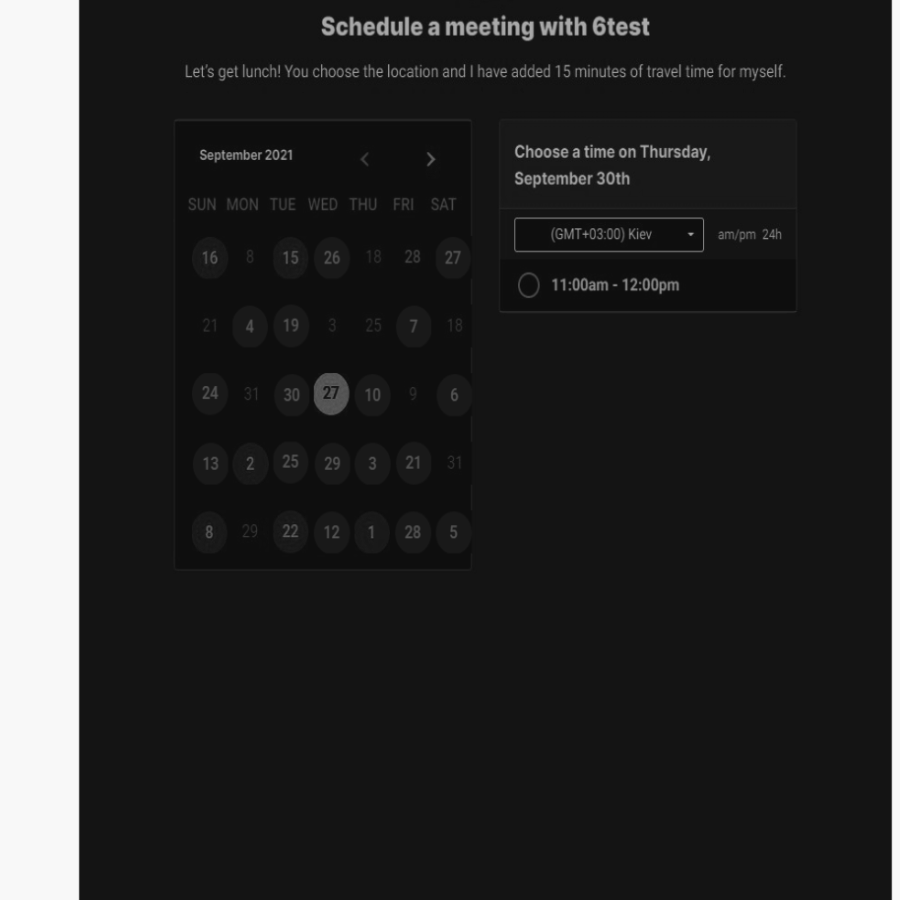 Schedule a meeting with 6test
Let's get lunch! You choose the location and I have added 15 minutes of travel time for myself.
September 2021
SUN MON TUE WED THU FRI SAT
16 8 15 26 18 28 27
21 4 19 3 25 7 18
24 31 30 27 10 9 6
13 2 25 29 3 21 31
8 29 22 12 1 28 5
Choose a time on Thursday,
September 30th
(GMT+03:00) Kiev am/pm 24h
11:00am - 12:00pm